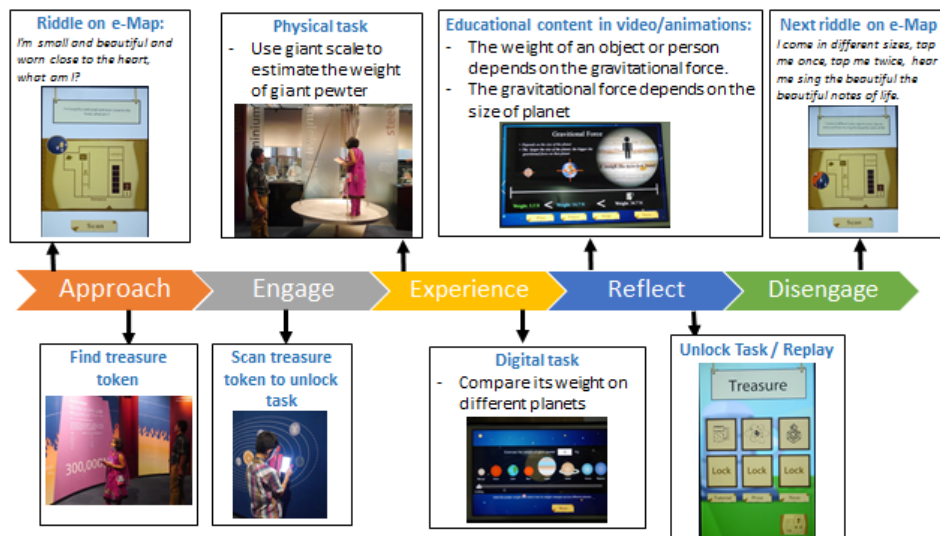 Riddle on e-Map:
I'm small and beautiful and
worn close to the heart,
what am I?
Scan
Physical task
- Use giant scale to
estimate the weight
of giant pewter
minium
steel
Educational content in video/animations:
- The weight of an object or person
depends on the gravitational force.
- The gravitational force depends on the
size of planet
Gravitional Force
Next riddle on e-Map
I come in different sizes, tap
me once, tap me twice, hear
me sing the beautiful the
beautiful notes of life.
Scan
Approach
Engage
Experience
Reflect
Disengage
Find treasure
token
300,000
Scan treasure
token to unlock
task
Digital task
- Compare its weight on
different planets
Unlock Task / Replay
Treasure
Lock
Lock
Lock